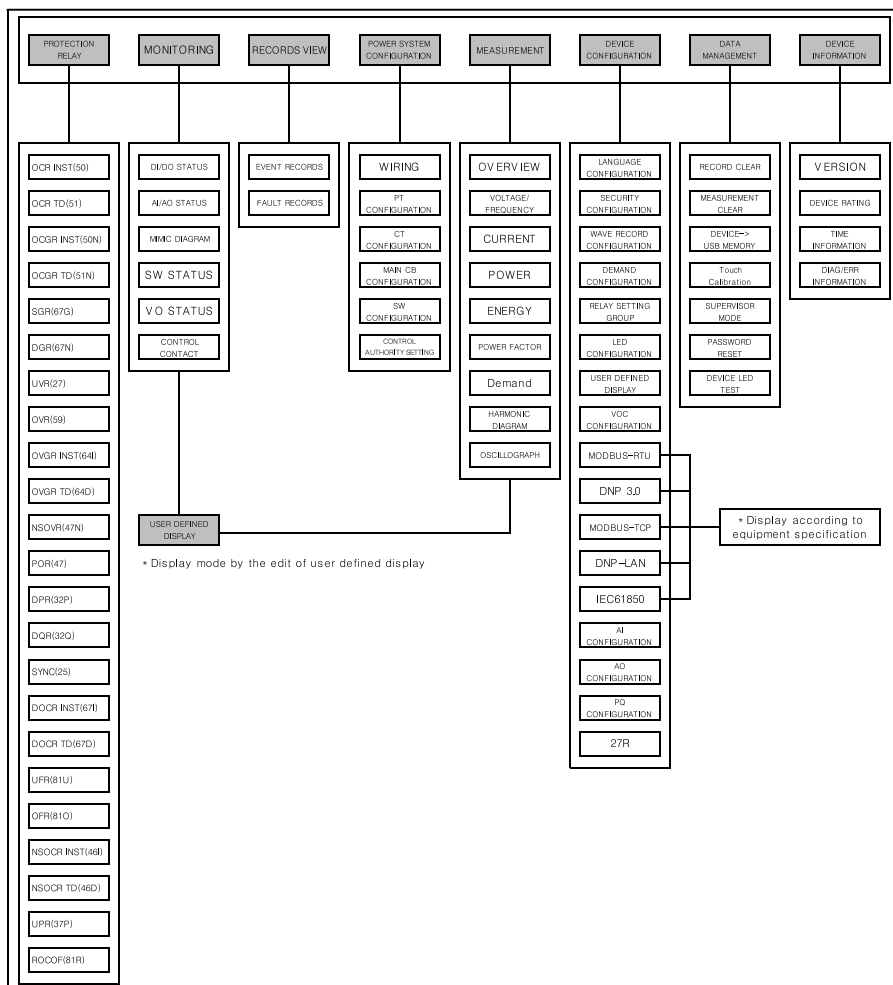 PROTECTION
RELAY
MONITORING
RECORDS VIEW
POWER SYSTEM
CONFIGURATION
MEASUREMENT
DEVICE
CONFIGURATION
DATA
MANAGEMENT
DEVICE
INFORMATION
OCR INST(50)
OCR TD(51)
OCGR INST(50N)
OCGR TD(51N)
SGR(67G)
DGR(67N)
UVR(27)
OVR(59)
OVGR INST(64I)
OVGR TD(64D)
NSOVR(47N)
POR(47)
DPR(32P)
DQR(32Q)
SYNC(25)
DOCR INST(67I)
DOCR TD(67D)
UFR(81U)
OFR(81O)
NSOCR INST(46I)
NSOCR TD(46D)
UPR(37P)
ROCOF(81R)
DI/DO STATUS
AI/AO STATUS
MIMIC DIAGRAM
SW STATUS
VO STATUS
CONTROL
CONTACT
USER DEFINED
DISPLAY
* Display mode by the edit of user defined display
EVENT RECORDS
FAULT RECORDS
WIRING
PT
CONFIGURATION
CT
CONFIGURATION
MAIN CB
CONFIGURATION
SW
CONFIGURATION
CONTROL
AUTHORITY SETTING
OVERVIEW
VOLTAGE/
FREQUENCY
CURRENT
POWER
ENERGY
POWER FACTOR
Demand
HARMONIC
DIAGRAM
OSCILLOGRAPH
LANGUAGE
CONFIGURATION
SECURITY
CONFIGURATION
WAVE RECORD
CONFIGURATION
DEMAND
CONFIGURATION
RELAY SETTING
GROUP
LED
CONFIGURATION
USER DEFINED
DISPLAY
VOC
CONFIGURATION
MODBUS-RTU
DNP 3.0
MODBUS-TCP
DNP-LAN
IEC61850
AI
CONFIGURATION
AO
CONFIGURATION
PQ
CONFIGURATION
27R
* Display according to
equipment specification
RECORD CLEAR
MEASUREMENT
CLEAR
DEVICE->
USB MEMORY
Touch
Calibration
SUPERVISOR
MODE
PASSWORD
RESET
DEVICE LED
TEST
VERSION
DEVICE RATING
TIME
INFORMATION
DIAG/ERR
INFORMATION